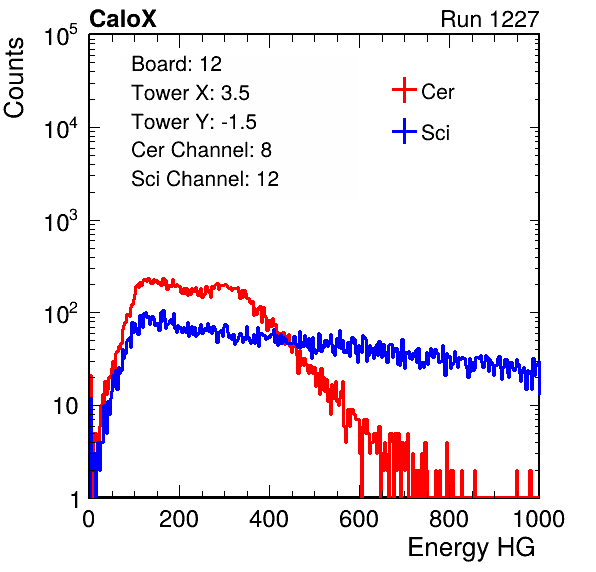 CaloX Run 1227
Counts
10^5
10^4
10^3
10^2
10
1
Board: 12
Tower X: 3.5
Tower Y: -1.5
Cer Channel: 8
Sci Channel: 12
Cer
Sci
0 200 400 600 800 1000
Energy HG